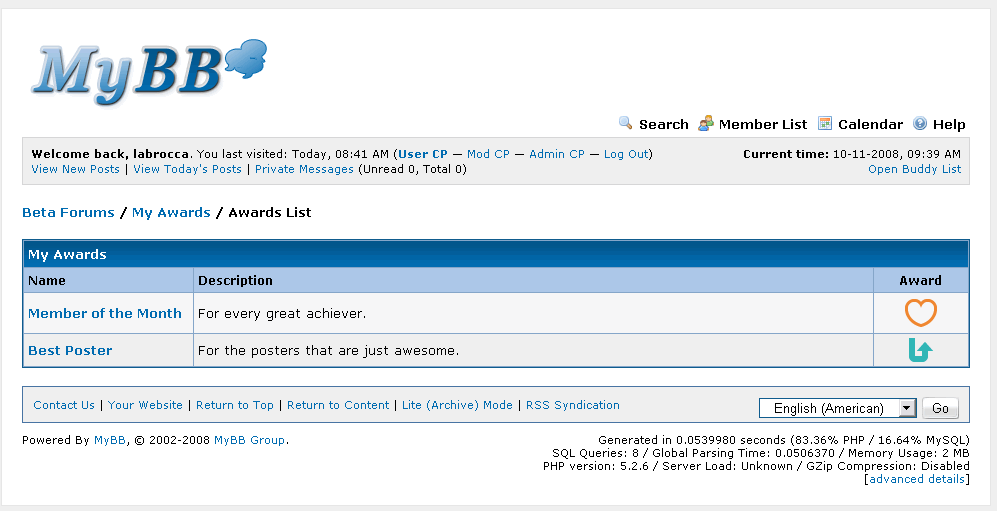 MyBB
Search Member List Calendar Help
Welcome back, labrocca. You last visited: Today, 08:41 AM (User CP — Mod CP — Admin CP — Log Out) Current time: 10-11-2008, 09:39 AM
View New Posts | View Today's Posts | Private Messages (Unread 0, Total 0) Open Buddy List
Beta Forums / My Awards / Awards List
My Awards
Name Description Award
Member of the Month For every great achiever.
Best Poster For the posters that are just awesome.
Contact Us | Your Website | Return to Top | Return to Content | Lite (Archive) Mode | RSS Syndication English (American) Go
Powered By MyBB, © 2002-2008 MyBB Group. Generated in 0.0539980 seconds (83.36% PHP / 16.64% MySQL)
SQL Queries: 8 / Global Parsing Time: 0.0506370 / Memory Usage: 2 MB
PHP version: 5.2.6 / Server Load: Unknown / GZip Compression: Disabled
[advanced details]